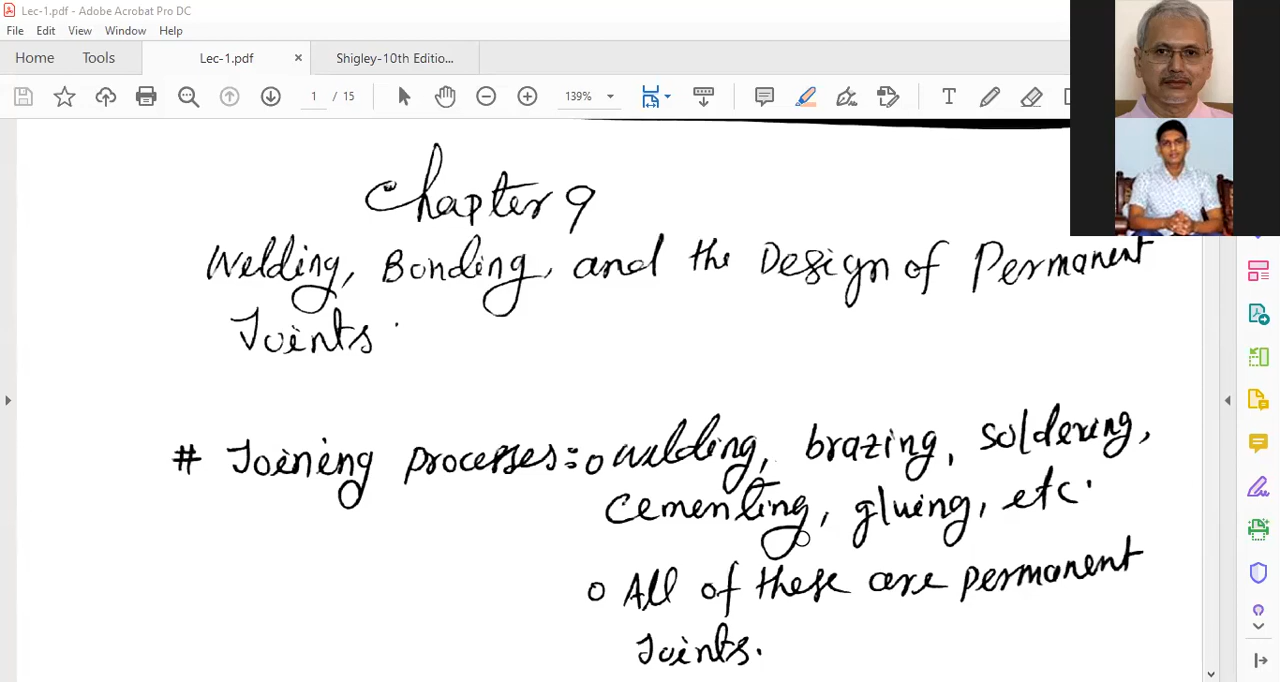 Lec-1.pdf - Adobe Acrobat Pro DC
File Edit View Window Help
Home Tools Lec-1.pdf × Shigley-10th Editio...
1 / 15 139%
Chapter 9
Welding, Bonding, and the Design of Permanent
Joints.
# Joining processes: o welding, brazing, soldering,
cementing, gluing, etc.
o All of these are permanent
Joints.